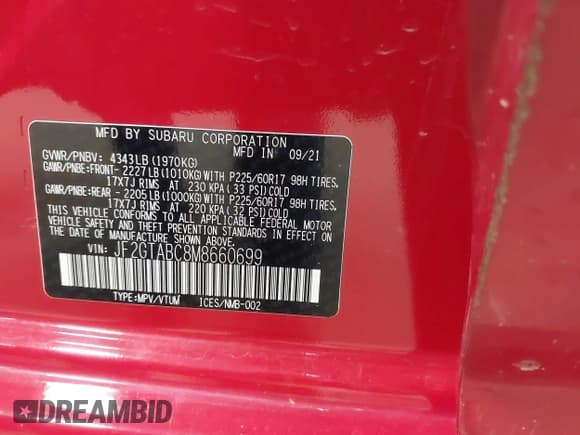 MFD BY SUBARU CORPORATION
MFD IN 09/21
GVWR/PNBV: 4343LB(1970KG)
GAWR/PNBE:FRONT- 2227LB(1010KG)WITH P225/60R17 98H TIRES,
17X7J RIMS AT 230 KPA(33 PSI)COLD
GAWR/PNBE:REAR - 2205LB(1000KG)WITH P225/60R17 98H TIRES,
17X7J RIMS AT 220 KPA(32 PSI)COLD
THIS VEHICLE CONFORMS TO ALL APPLICABLE FEDERAL MOTOR
VEHICLE SAFETY AND THEFT PREVENTION STANDARDS IN EFFECT ON
THE DATE OF MANUFACTURE SHOWN ABOVE.
VIN: JF2GTABC8M8660699
TYPE:MPV/VTUM ICES/NMB-002
DREAMBID